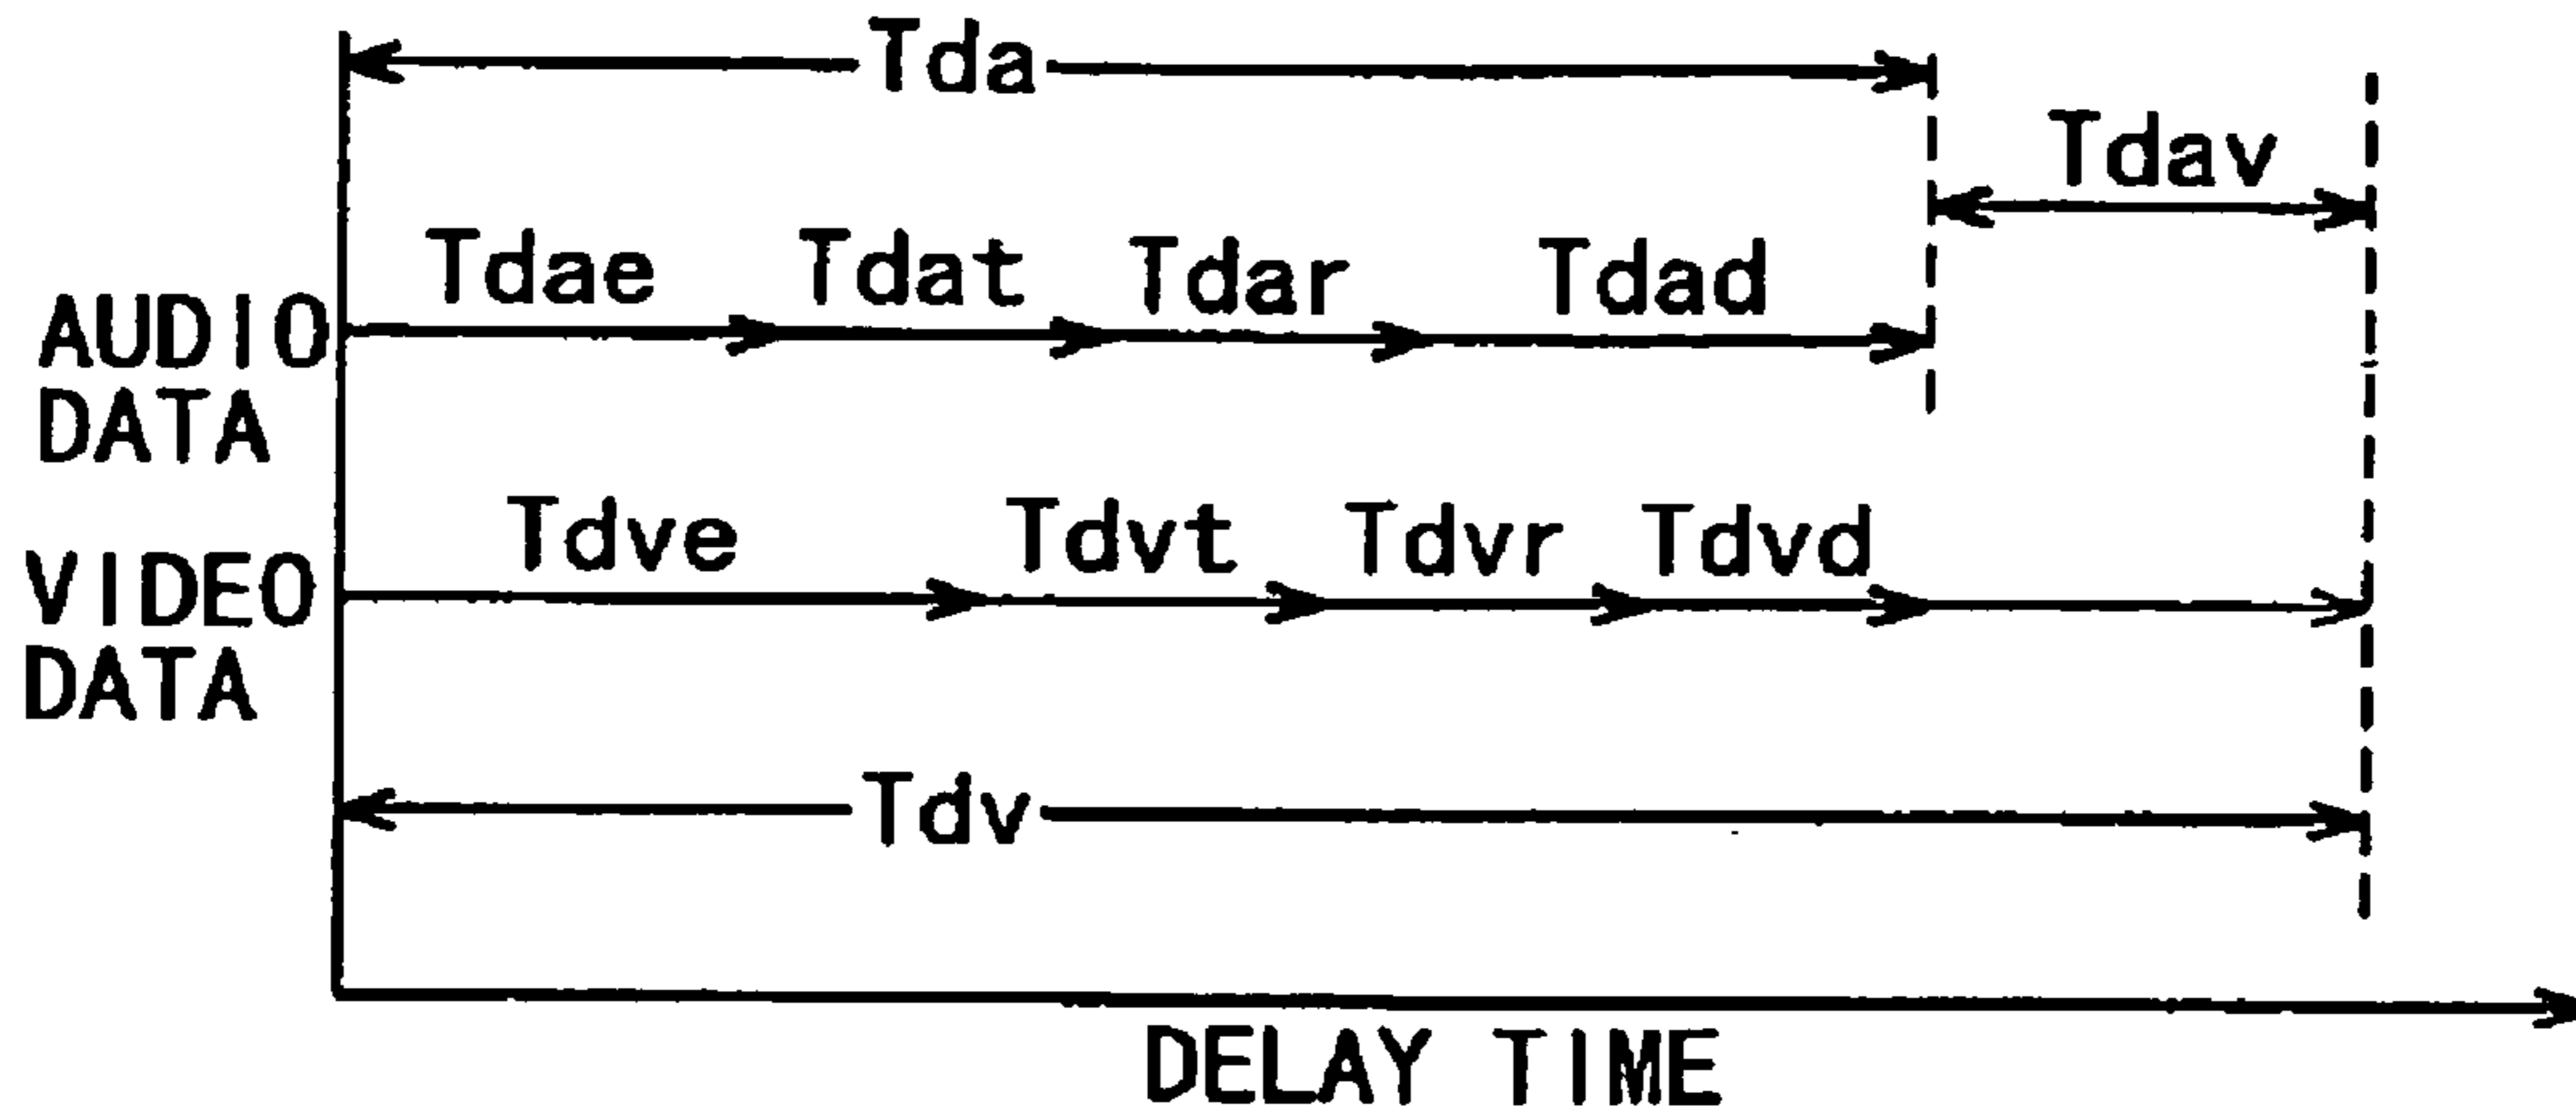 Tda
Tdav
Tdae Tdat Tdar Tdad
AUDIO
DATA
Tdve Tdvt Tdvr Tdvd
VIDEO
DATA
Tdv
DELAY TIME